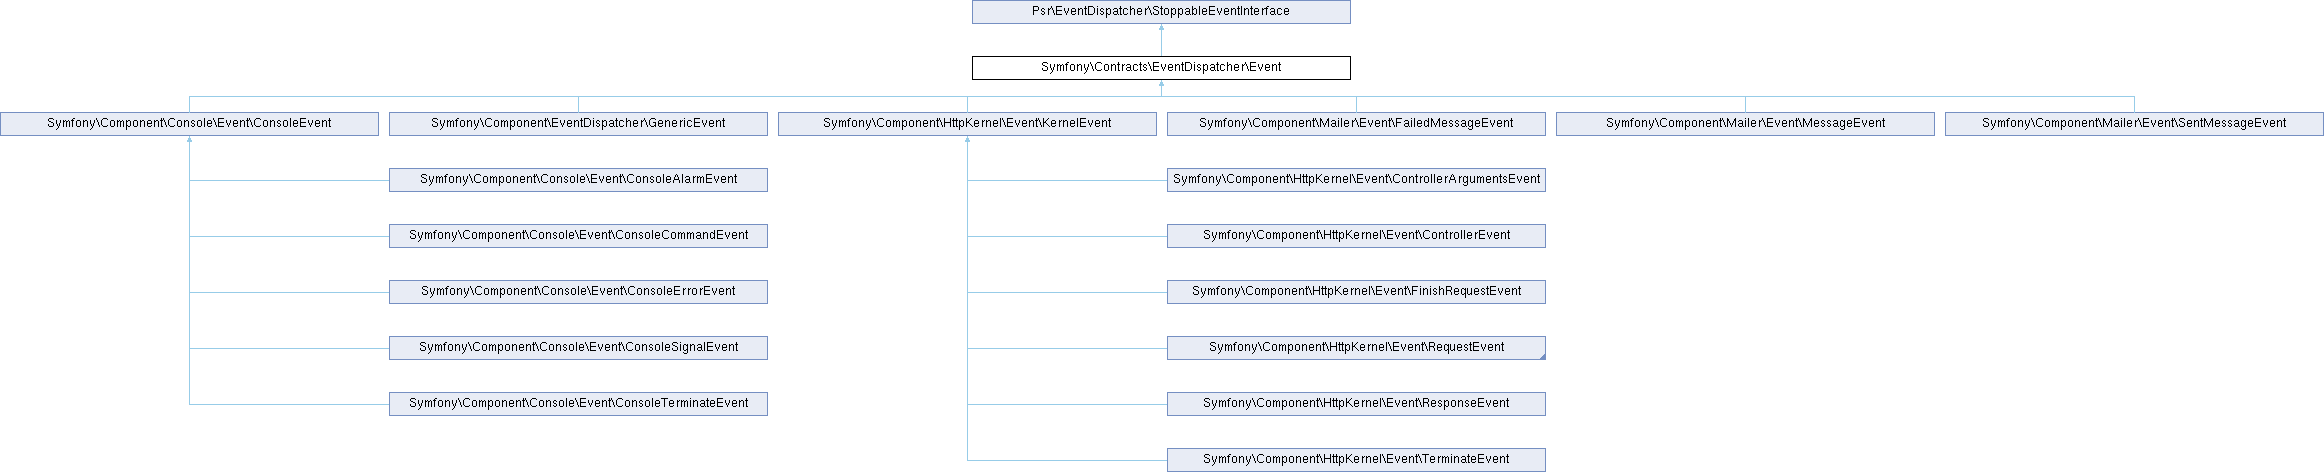 Psr\EventDispatcher\StoppableEventInterface
Symfony\Contracts\EventDispatcher\Event
Symfony\Component\Console\Event\ConsoleEvent
Symfony\Component\EventDispatcher\GenericEvent
Symfony\Component\HttpKernel\Event\KernelEvent
Symfony\Component\Mailer\Event\FailedMessageEvent
Symfony\Component\Mailer\Event\MessageEvent
Symfony\Component\Mailer\Event\SentMessageEvent
Symfony\Component\Console\Event\ConsoleAlarmEvent
Symfony\Component\HttpKernel\Event\ControllerArgumentsEvent
Symfony\Component\Console\Event\ConsoleCommandEvent
Symfony\Component\HttpKernel\Event\ControllerEvent
Symfony\Component\Console\Event\ConsoleErrorEvent
Symfony\Component\HttpKernel\Event\FinishRequestEvent
Symfony\Component\Console\Event\ConsoleSignalEvent
Symfony\Component\HttpKernel\Event\RequestEvent
Symfony\Component\Console\Event\ConsoleTerminateEvent
Symfony\Component\HttpKernel\Event\ResponseEvent
Symfony\Component\HttpKernel\Event\TerminateEvent